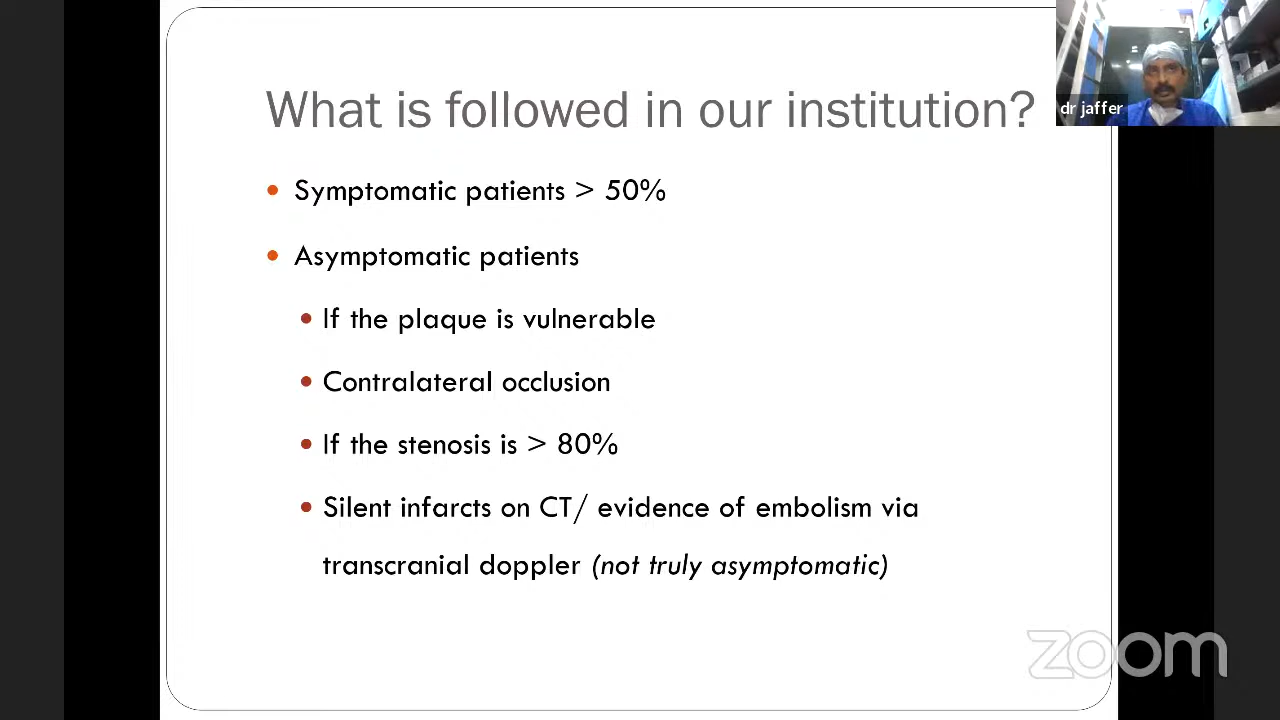 What is followed in our institution?
dr jaffer
• Symptomatic patients > 50%
• Asymptomatic patients
• If the plaque is vulnerable
• Contralateral occlusion
• If the stenosis is > 80%
• Silent infarcts on CT/ evidence of embolism via
transcranial doppler (not truly asymptomatic)
zoom